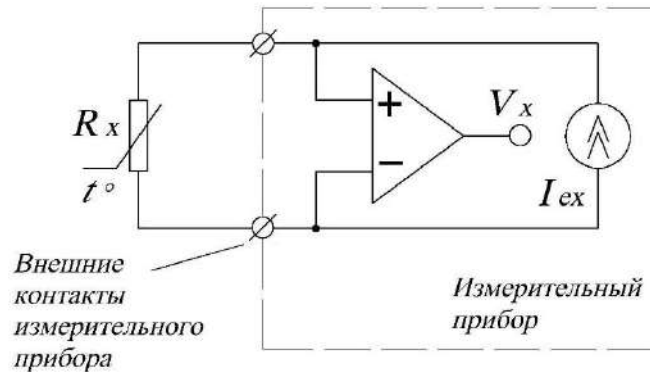 +
V x
R x
t°
−
I ex
Внешние
контакты
измерительного
прибора
Измерительный
прибор